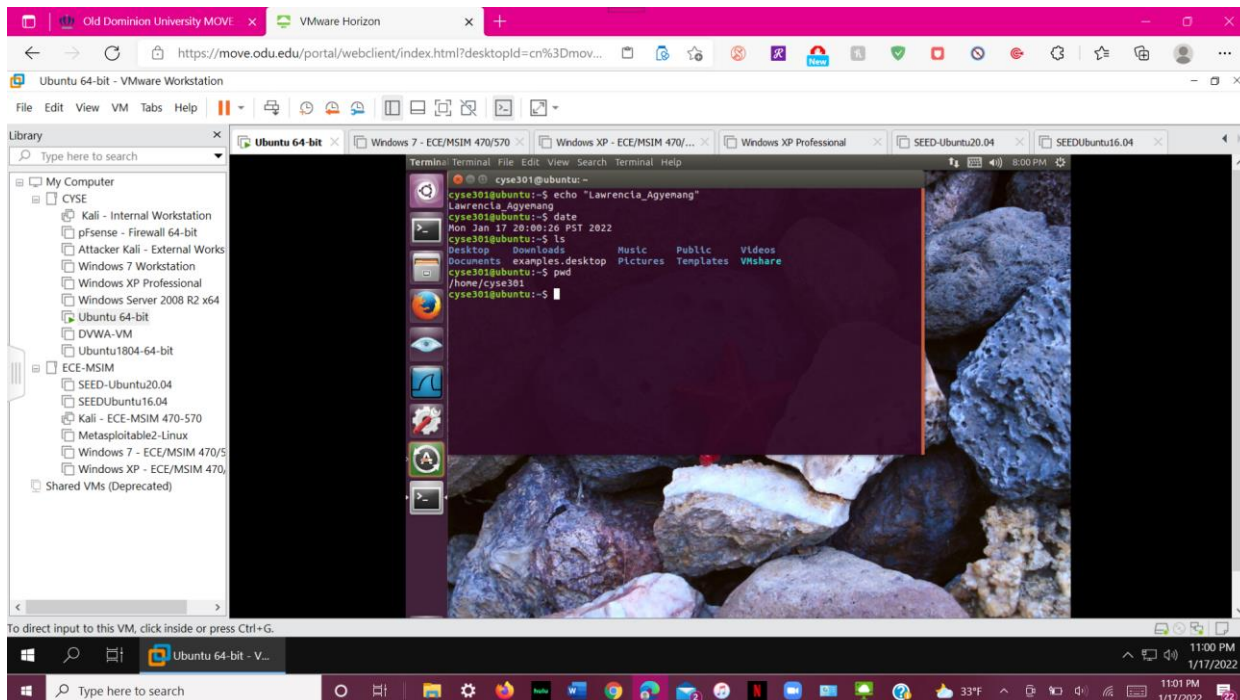 Old Dominion University MOVE
VMware Horizon
https://move.odu.edu/portal/webclient/index.html?desktopId=cn%3Dmov...
New
Ubuntu 64-bit - VMware Workstation
File Edit View VM Tabs Help
Library
Type here to search
My Computer
CYSE
Kali - Internal Workstation
pFsense - Firewall 64-bit
Attacker Kali - External Works
Windows 7 Workstation
Windows XP Professional
Windows Server 2008 R2 x64
Ubuntu 64-bit
DVWA-VM
Ubuntu1804-64-bit
ECE-MSIM
SEED-Ubuntu20.04
SEEDUbuntu16.04
Kali - ECE-MSIM 470-570
Metasploitable2-Linux
Windows 7 - ECE/MSIM 470/5
Windows XP - ECE/MSIM 470/
Shared VMs (Deprecated)
Ubuntu 64-bit
Windows 7 - ECE/MSIM 470/570
Windows XP - ECE/MSIM 470/...
Windows XP Professional
SEED-Ubuntu20.04
SEEDUbuntu16.04
Terminal Terminal File Edit View Search Terminal Help
8:00 PM
cyse301@ubuntu: ~
cyse301@ubuntu:~$ echo "Lawrencia_Agyemang"
Lawrencia_Agyemang
cyse301@ubuntu:~$ date
Mon Jan 17 20:00:26 PST 2022
cyse301@ubuntu:~$ ls
Desktop Downloads Music Public Videos
Documents examples.desktop Pictures Templates VMshare
cyse301@ubuntu:~$ pwd
/home/cyse301
cyse301@ubuntu:~$
To direct input to this VM, click inside or press Ctrl+G.
Ubuntu 64-bit - V...
11:00 PM
1/17/2022
Type here to search
hulu
33°F
11:01 PM
1/17/2022
22